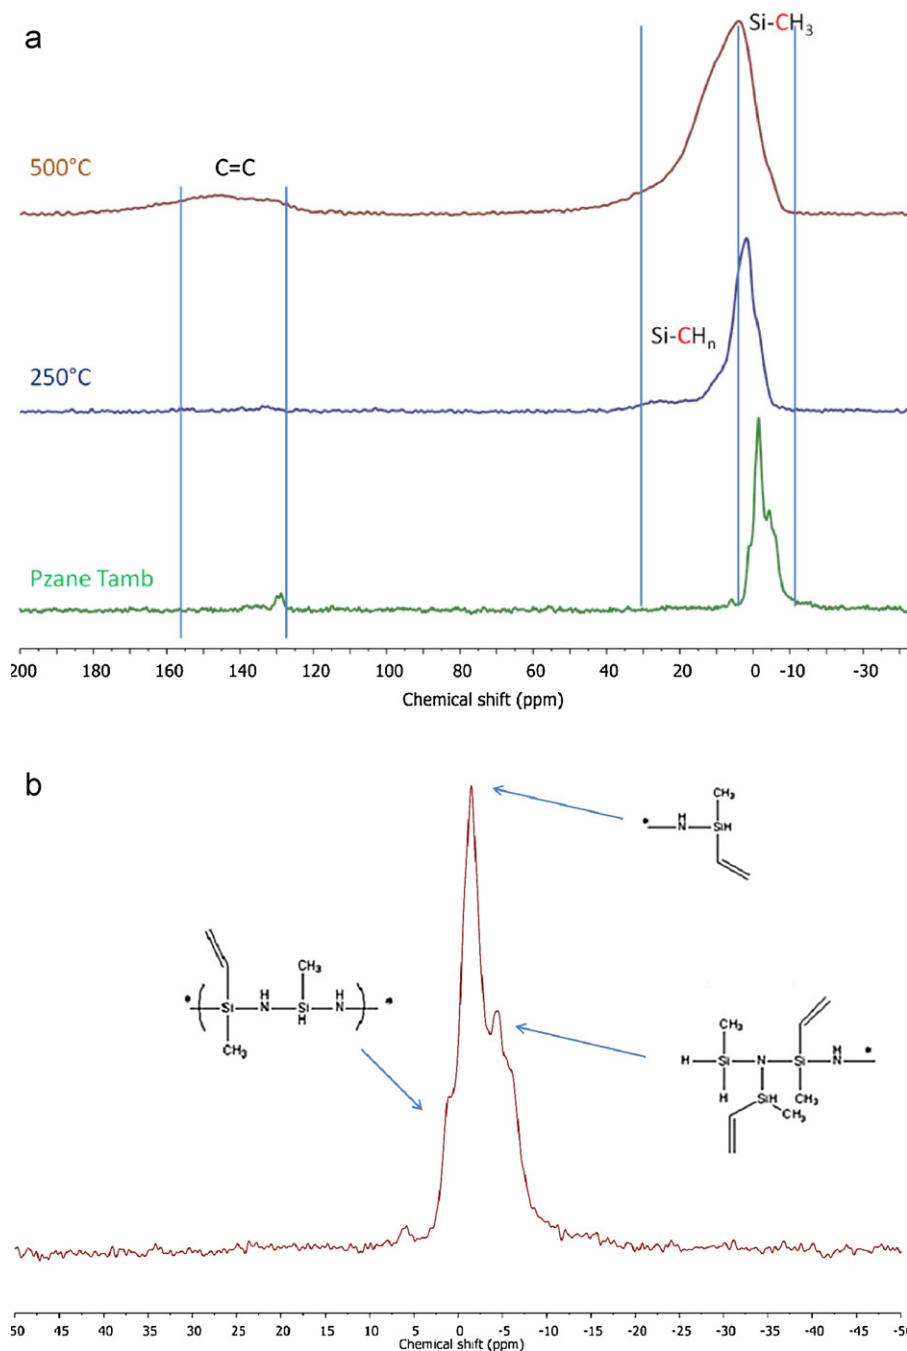 a
Si-CH3
500°C
C=C
Si-CHn
250°C
Pzane Tamb
200 180 160 140 120 100 80 60 40 20 0 -10 -30
Chemical shift (ppm)
b
CH3
H
N SiH
CH3
H H
Si N Si N
H
CH3
CH3
H
H Si N Si N
H
SiH CH3
CH3
50 45 40 35 30 25 20 15 10 5 0 -5 -10 -15 -20 -25 -30 -35 -40 -45 -50
Chemical shift (ppm)